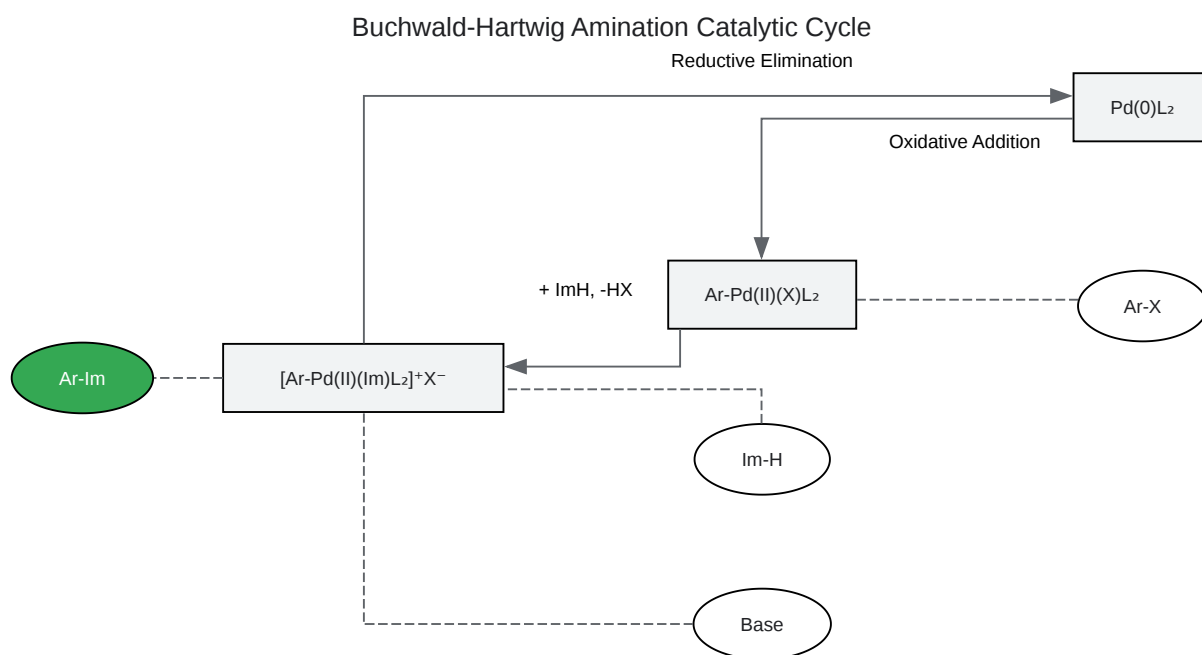 Buchwald-Hartwig Amination Catalytic Cycle
Reductive Elimination
Pd(0)L₂
Oxidative Addition
+ ImH, -HX
Ar-Pd(II)(X)L₂
Ar-X
Ar-Im
[Ar-Pd(II)(Im)L₂]⁺X⁻
Im-H
Base